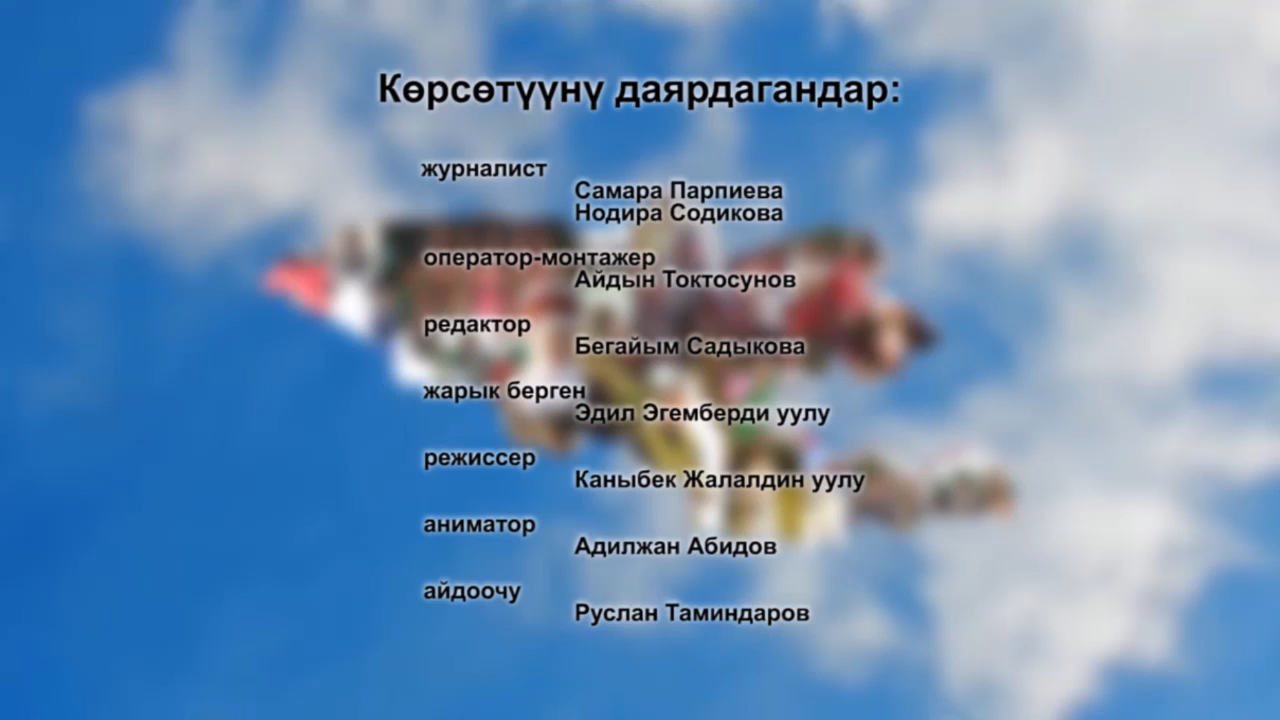 Көрсөтүүнү даярдагандар:
журналист
Самара Парпиева
Нодира Содикова
оператор-монтажер
Айдын Токтосунов
редактор
Бегайым Садыкова
жарык берген
Эдил Эгемберди уулу
режиссер
Каныбек Жалалдин уулу
аниматор
Адилжан Абидов
айдоочу
Руслан Таминдаров